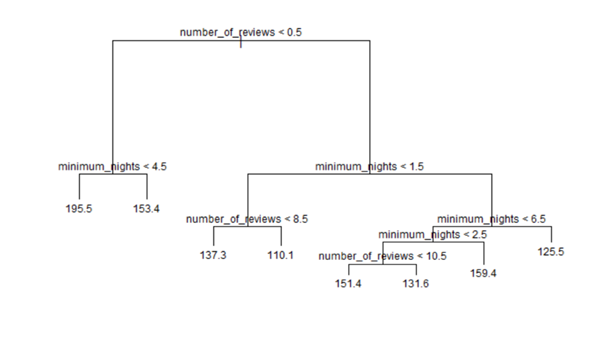 number_of_reviews < 0.5
minimum_nights < 4.5
minimum_nights < 1.5
195.5
153.4
number_of_reviews < 8.5
minimum_nights < 6.5
137.3
110.1
minimum_nights < 2.5
125.5
number_of_reviews < 10.5
159.4
151.4
131.6